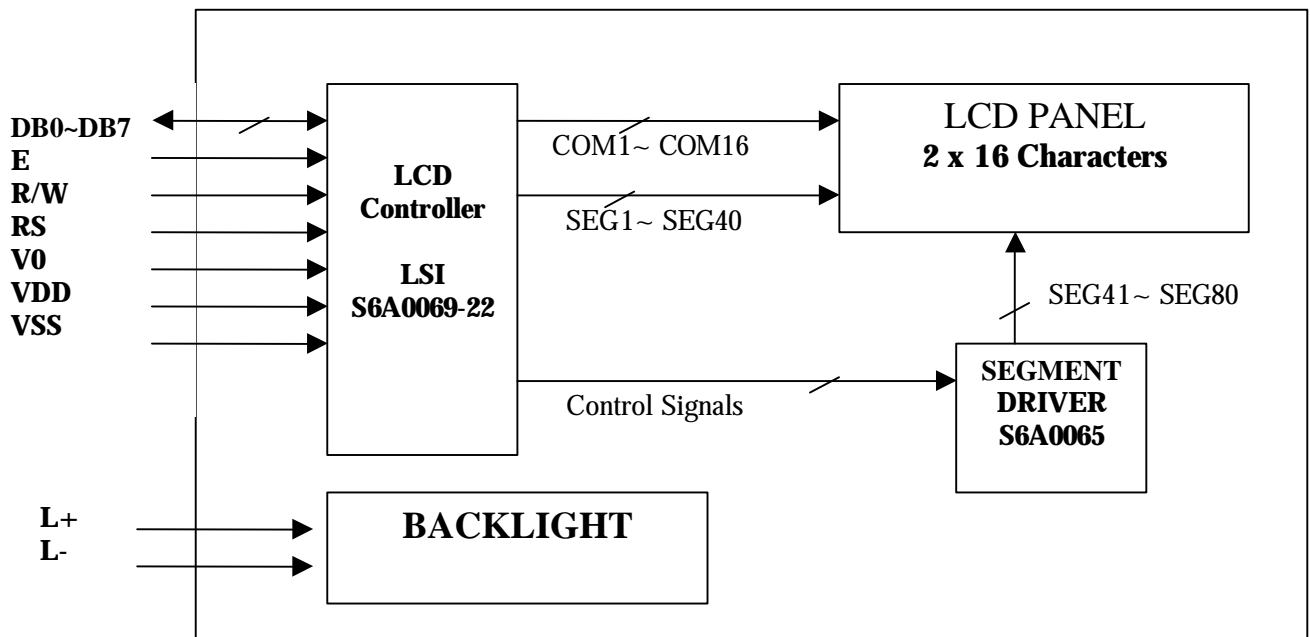 DB0~DB7
E
R/W
RS
V0
VDD
VSS
LCD
Controller
LSI
S6A0069-22
COM1~ COM16
SEG1~ SEG40
LCD PANEL
2 x 16 Characters
SEG41~ SEG80
Control Signals
SEGMENT
DRIVER
S6A0065
L+
L-
BACKLIGHT